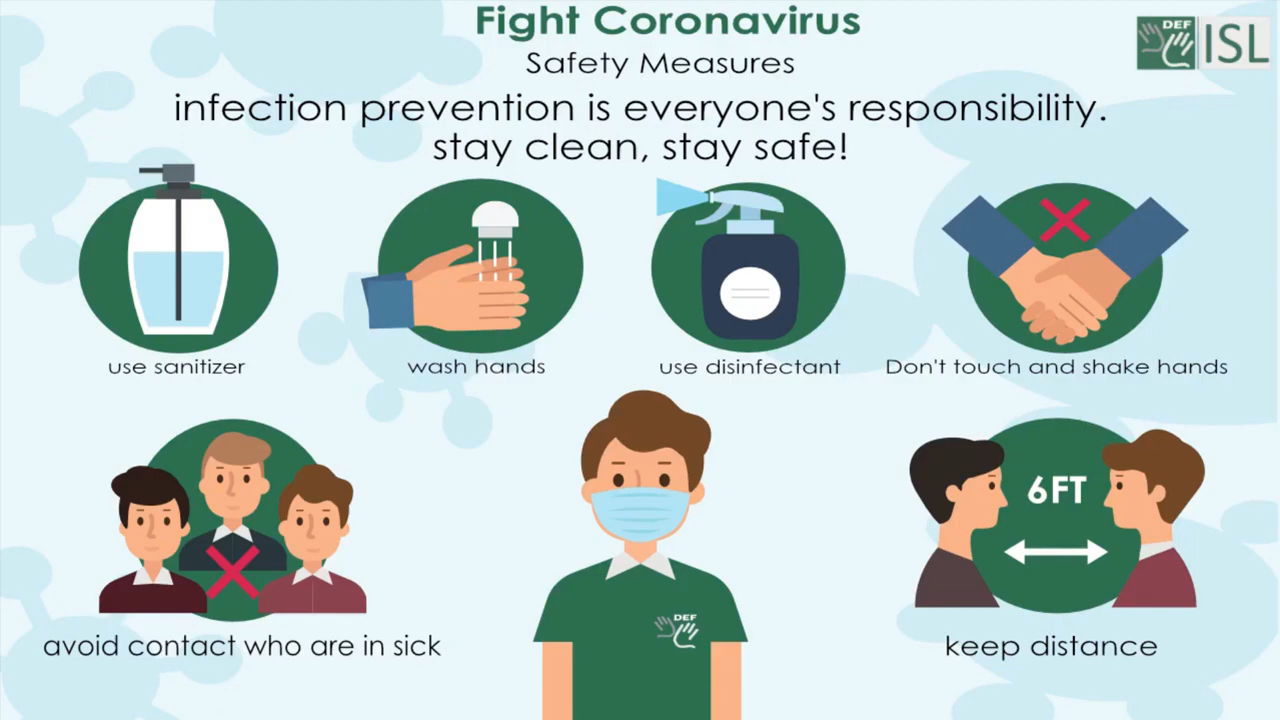 Fight Coronavirus
DEF
ISL
Safety Measures
infection prevention is everyone's responsibility.
stay clean, stay safe!
use sanitizer
wash hands
use disinfectant
Don't touch and shake hands
6FT
DEF
avoid contact who are in sick
keep distance